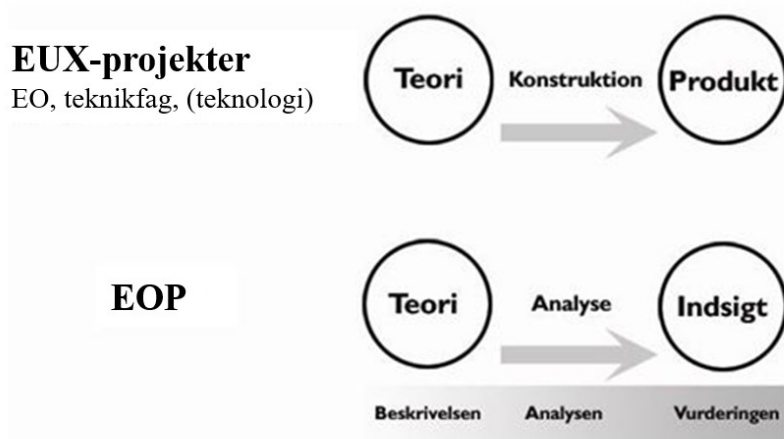 EUX-projekter
EO, teknikfag, (teknologi)
Teori
Konstruktion
Produkt
EOP
Teori
Analyse
Indsigt
Beskrivelsen
Analysen
Vurderingen